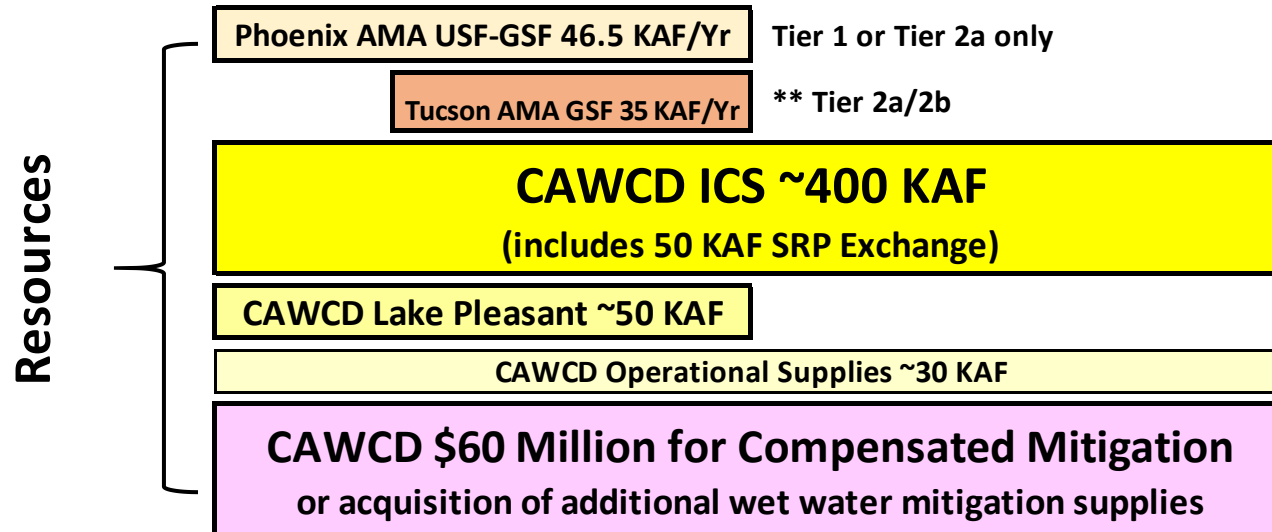 Resources
Phoenix AMA USF-GSF 46.5 KAF/Yr
Tier 1 or Tier 2a only
Tucson AMA GSF 35 KAF/Yr
** Tier 2a/2b
CAWCD ICS ~400 KAF
(includes 50 KAF SRP Exchange)
CAWCD Lake Pleasant ~50 KAF
CAWCD Operational Supplies ~30 KAF
CAWCD $60 Million for Compensated Mitigation
or acquisition of additional wet water mitigation supplies